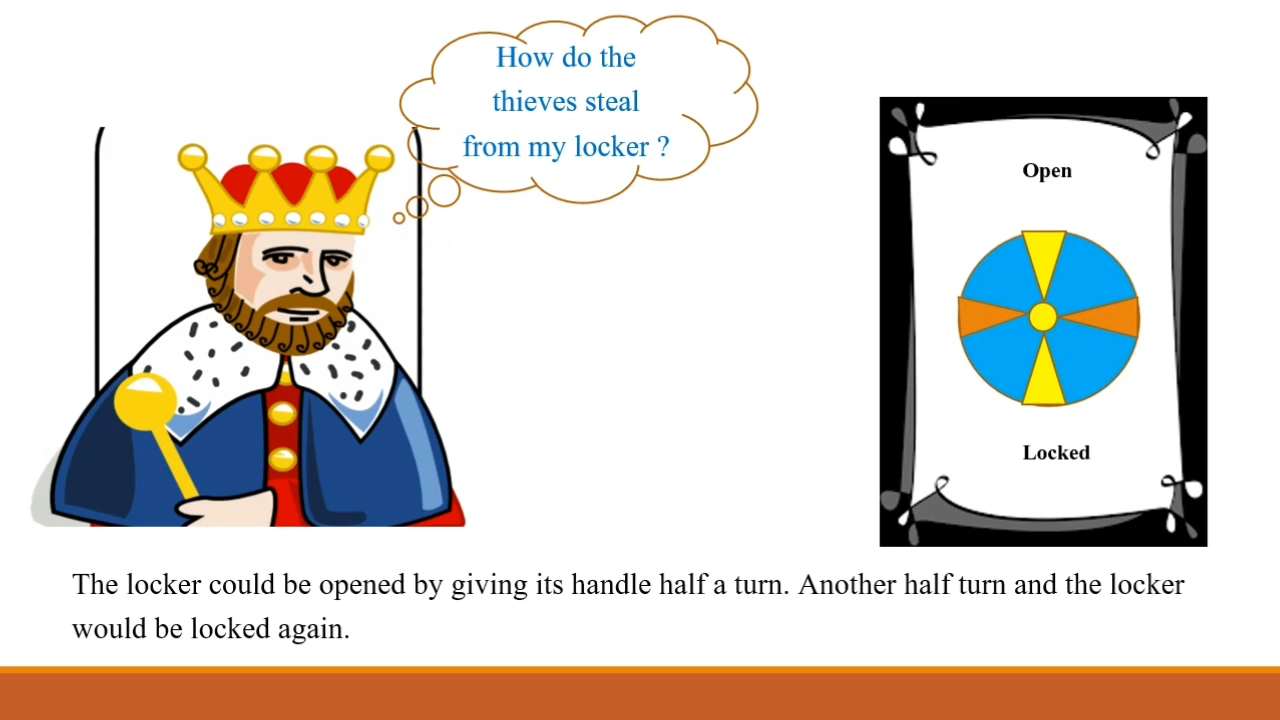 How do the
thieves steal
from my locker ?
Open
Locked
The locker could be opened by giving its handle half a turn. Another half turn and the locker
would be locked again.